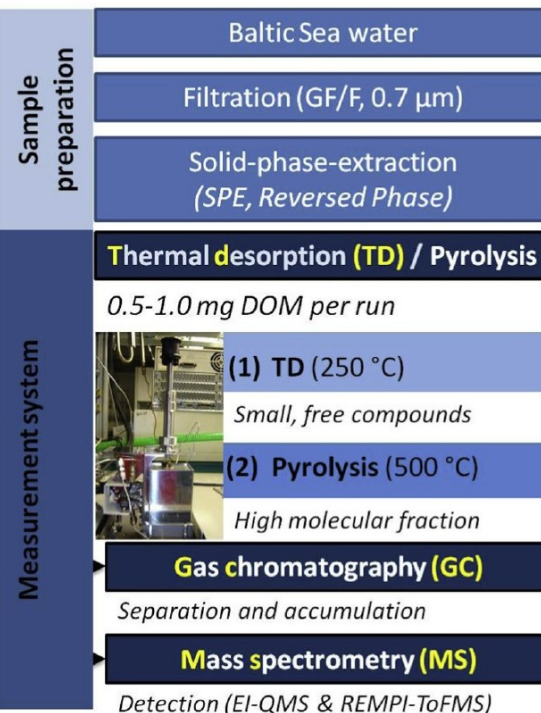 Sample
preparation
Baltic Sea water
Filtration (GF/F, 0.7 µm)
Solid-phase-extraction
(SPE, Reversed Phase)
Measurement system
Thermal desorption (TD) / Pyrolysis
0.5-1.0 mg DOM per run
(1) TD (250 °C)
Small, free compounds
(2) Pyrolysis (500 °C)
High molecular fraction
Gas chromatography (GC)
Separation and accumulation
Mass spectrometry (MS)
Detection (EI-QMS & REMPI-ToFMS)